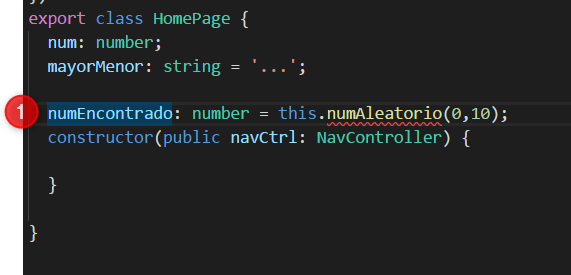 export class HomePage {
num: number;
mayorMenor: string = '...';
1 numEncontrado: number = this.numAleatorio(0,10);
constructor(public navCtrl: NavController) {
}
}